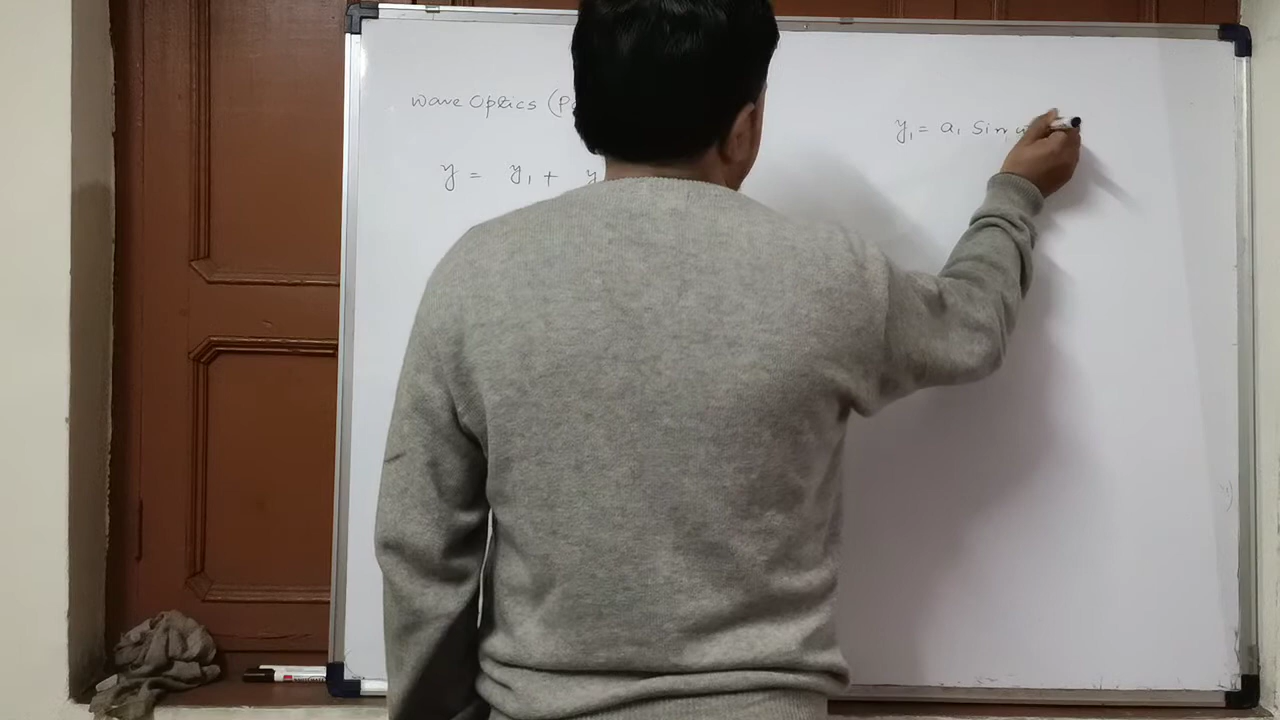 Wave Optics (P
y = y₁ + y
y₁ = a₁ Sin